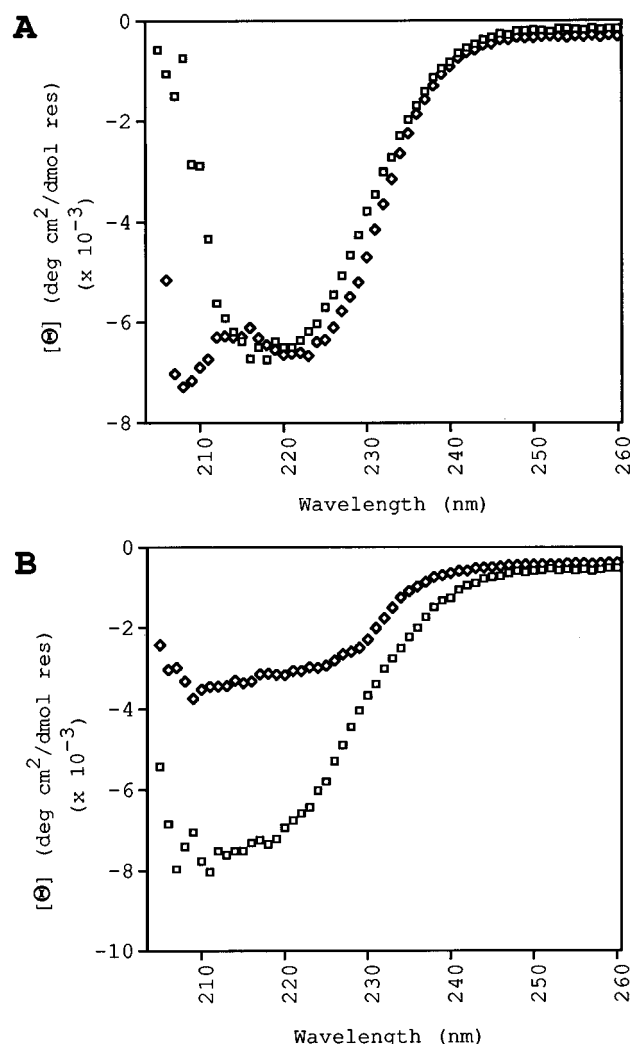 A
[Θ] (deg cm²/dmol res)
(x 10⁻³)
0
-2
-4
-6
-8
210
220
230
240
250
260
Wavelength (nm)
B
[Θ] (deg cm²/dmol res)
(x 10⁻³)
0
-2
-4
-6
-8
-10
210
220
230
240
250
260
Wavelength (nm)